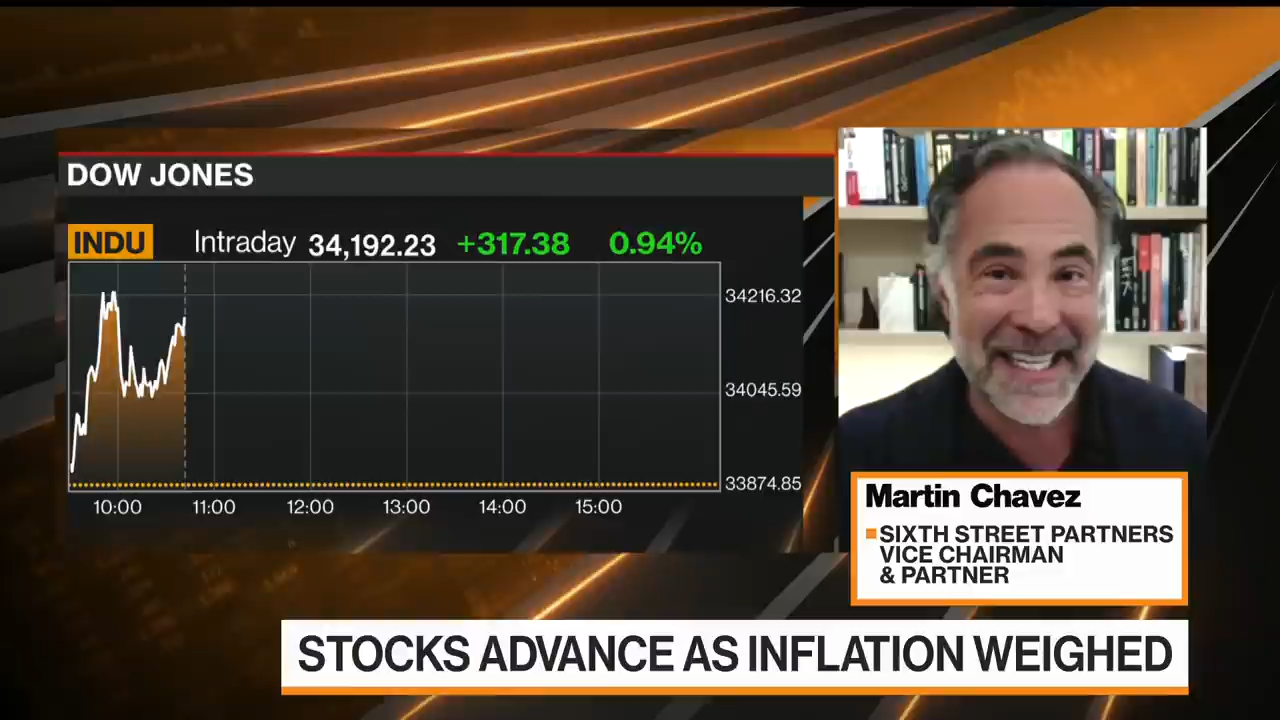 DOW JONES
INDU Intraday 34,192.23 +317.38 0.94%
34216.32
34045.59
33874.85
10:00 11:00 12:00 13:00 14:00 15:00
Martin Chavez
SIXTH STREET PARTNERS
VICE CHAIRMAN
& PARTNER
STOCKS ADVANCE AS INFLATION WEIGHED